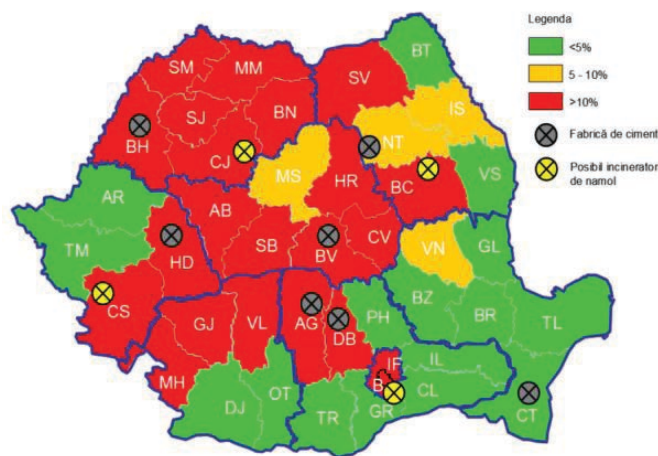 Legenda
<5%
5 - 10%
>10%
Fabrică de ciment
Posibil incinerator
de namol
BT
SM
MM
SV
BN
IS
SJ
BH
NT
CJ
MS
HR
BC
VS
AR
AB
TM
SB
BV
CV
VN
GL
HD
CS
GJ
VL
AG
DB
PH
BZ
BR
TL
MH
IF
IL
B
CL
DJ
OT
TR
GR
CT